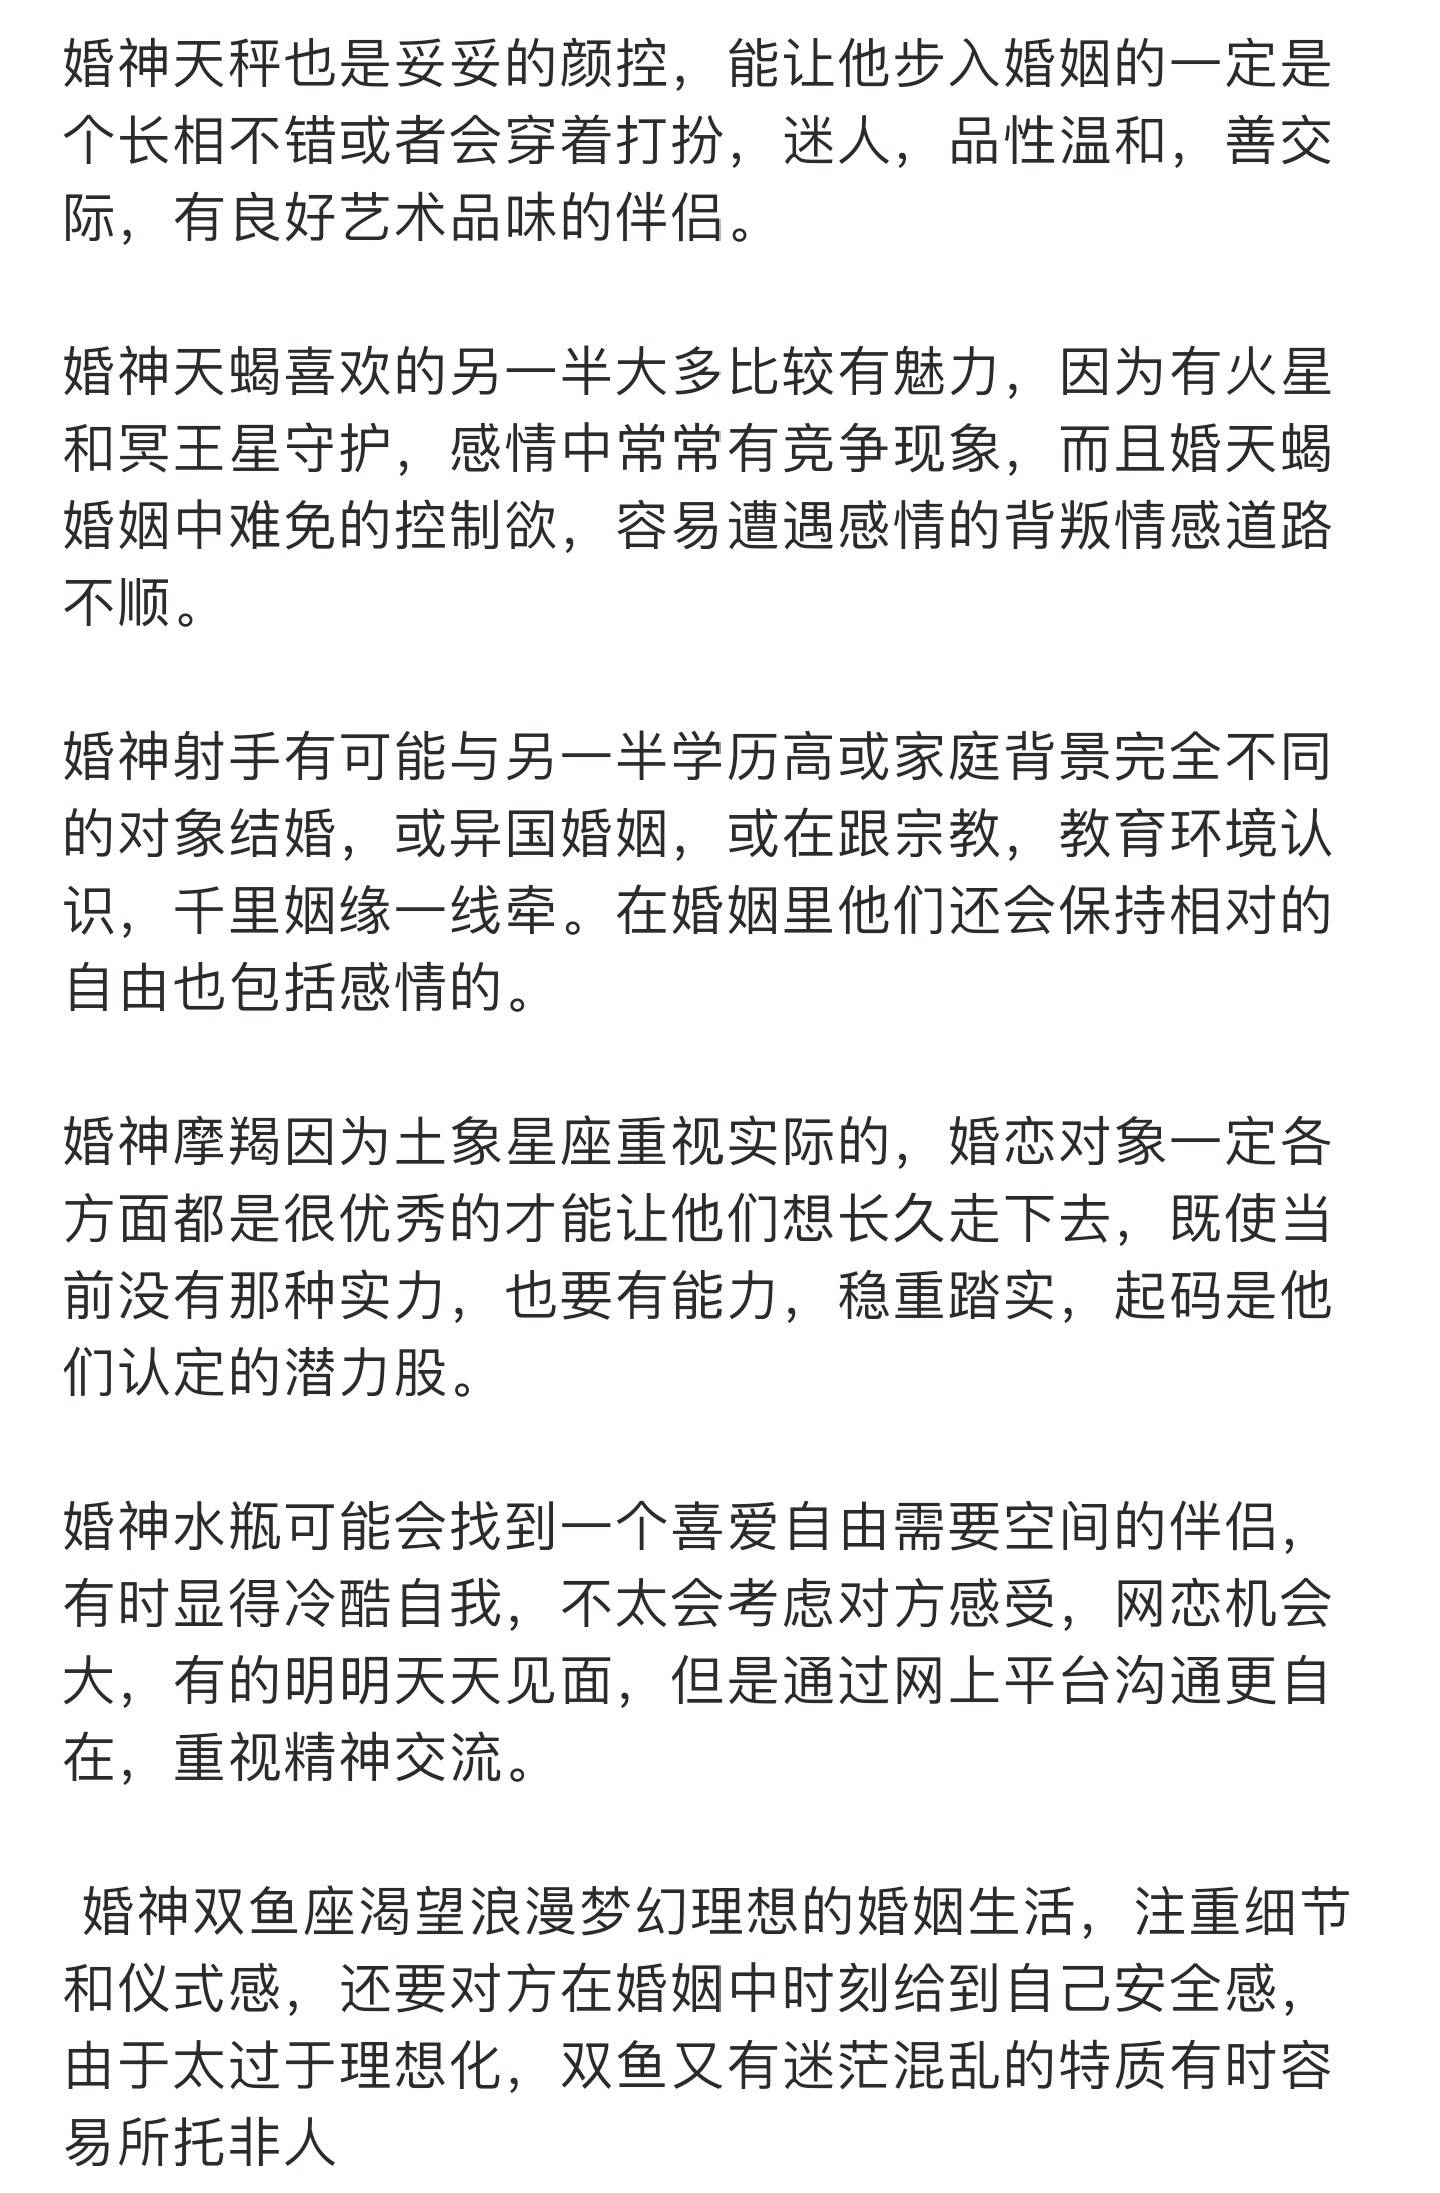 婚神天秤也是妥妥的颜控，能让他步入婚姻的一定是
个长相不错或者会穿着打扮，迷人，品性温和，善交
际，有良好艺术品味的伴侣。
婚神天蝎喜欢的另一半大多比较有魅力，因为有火星
和冥王星守护，感情中常常有竞争现象，而且婚天蝎
婚姻中难免的控制欲，容易遭遇感情的背叛情感道路
不顺。
婚神射手有可能与另一半学历高或家庭背景完全不同
的对象结婚，或异国婚姻，或在跟宗教，教育环境认
识，千里姻缘一线牵。在婚姻里他们还会保持相对的
自由也包括感情的。
婚神摩羯因为土象星座重视实际的，婚恋对象一定各
方面都是很优秀的才能让他们想长久走下去，既使当
前没有那种实力，也要有能力，稳重踏实，起码是他
们认定的潜力股。
婚神水瓶可能会找到一个喜爱自由需要空间的伴侣，
有时显得冷酷自我，不太会考虑对方感受，网恋机会
大，有的明明天天见面，但是通过网上平台沟通更自
在，重视精神交流。
婚神双鱼座渴望浪漫梦幻理想的婚姻生活，注重细节
和仪式感，还要对方在婚姻中时刻给到自己安全感，
由于太过于理想化，双鱼又有迷茫混乱的特质有时容
易所托非人